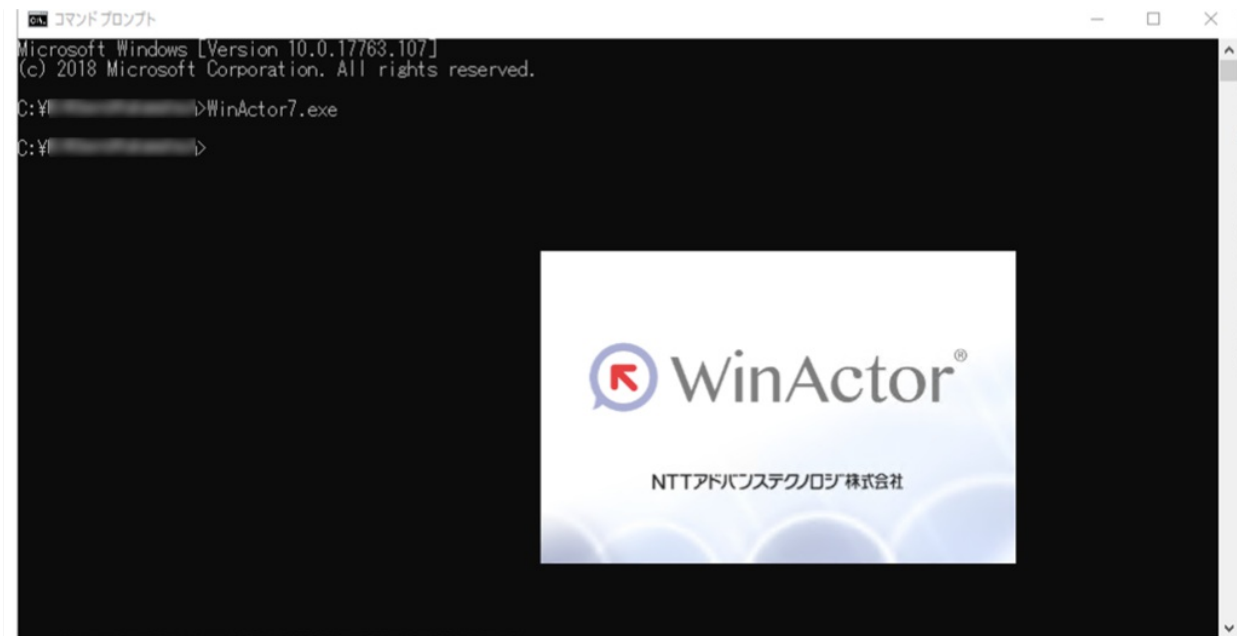 コマンド プロンプト
Microsoft Windows [Version 10.0.17763.107]
(c) 2018 Microsoft Corporation. All rights reserved.
C:¥ >WinActor7.exe
C:¥ >
WinActor®
NTTアドバンステクノロジ株式会社